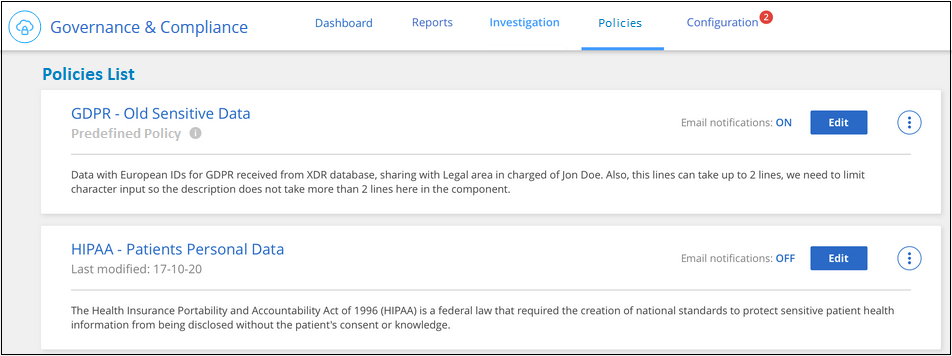 Governance & Compliance
Dashboard
Reports
Investigation
Policies
Configuration
2
Policies List
GDPR - Old Sensitive Data
Predefined Policy
i
Email notifications: ON
Edit
Data with European IDs for GDPR received from XDR database, sharing with Legal area in charged of Jon Doe. Also, this lines can take up to 2 lines, we need to limit
character input so the description does not take more than 2 lines here in the component.
HIPAA - Patients Personal Data
Last modified: 17-10-20
Email notifications: OFF
Edit
The Health Insurance Portability and Accountability Act of 1996 (HIPAA) is a federal law that required the creation of national standards to protect sensitive patient health
information from being disclosed without the patient's consent or knowledge.